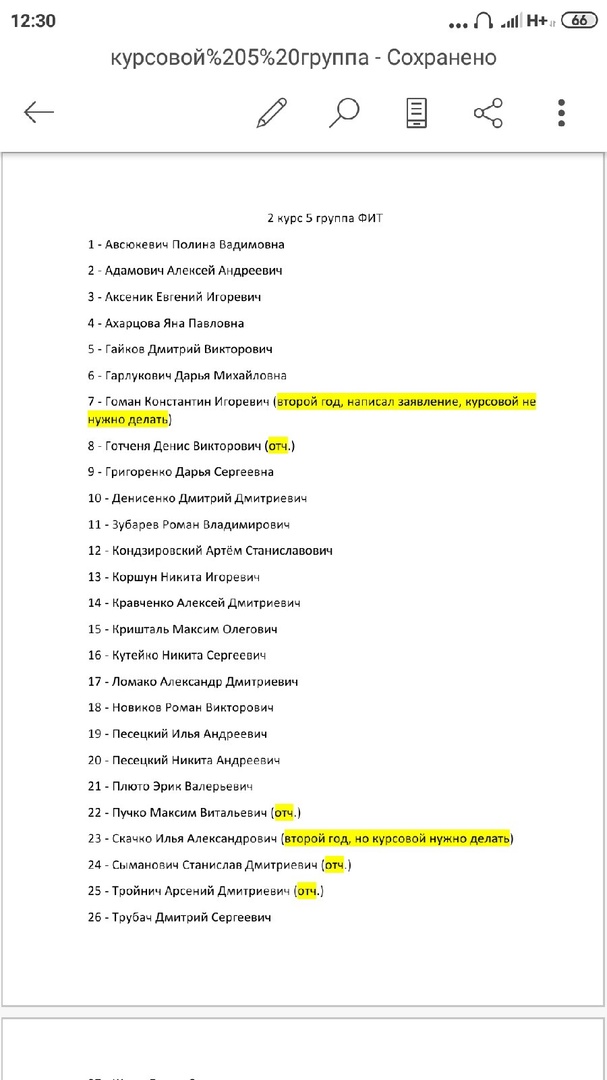 12:30
... H+ 66
курсовой%205%20группа - Сохранено
2 курс 5 группа ФИТ
1 - Авсюкевич Полина Вадимовна
2 - Адамович Алексей Андреевич
3 - Аксеник Евгений Игоревич
4 - Ахарцова Яна Павловна
5 - Гайков Дмитрий Викторович
6 - Гарлукович Дарья Михайловна
7 - Гоман Константин Игоревич (второй год, написал заявление, курсовой не
нужно делать)
8 - Готченя Денис Викторович (отч.)
9 - Григоренко Дарья Сергеевна
10 - Денисенко Дмитрий Дмитриевич
11 - Зубарев Роман Владимирович
12 - Кондзировский Артём Станиславович
13 - Коршун Никита Игоревич
14 - Кравченко Алексей Дмитриевич
15 - Кришталь Максим Олегович
16 - Кутейко Никита Сергеевич
17 - Ломако Александр Дмитриевич
18 - Новиков Роман Викторович
19 - Песецкий Илья Андреевич
20 - Песецкий Никита Андреевич
21 - Плюто Эрик Валерьевич
22 - Пучко Максим Витальевич (отч.)
23 - Скачко Илья Александрович (второй год, но курсовой нужно делать)
24 - Сыманович Станислав Дмитриевич (отч.)
25 - Тройнич Арсений Дмитриевич (отч.)
26 - Трубач Дмитрий Сергеевич